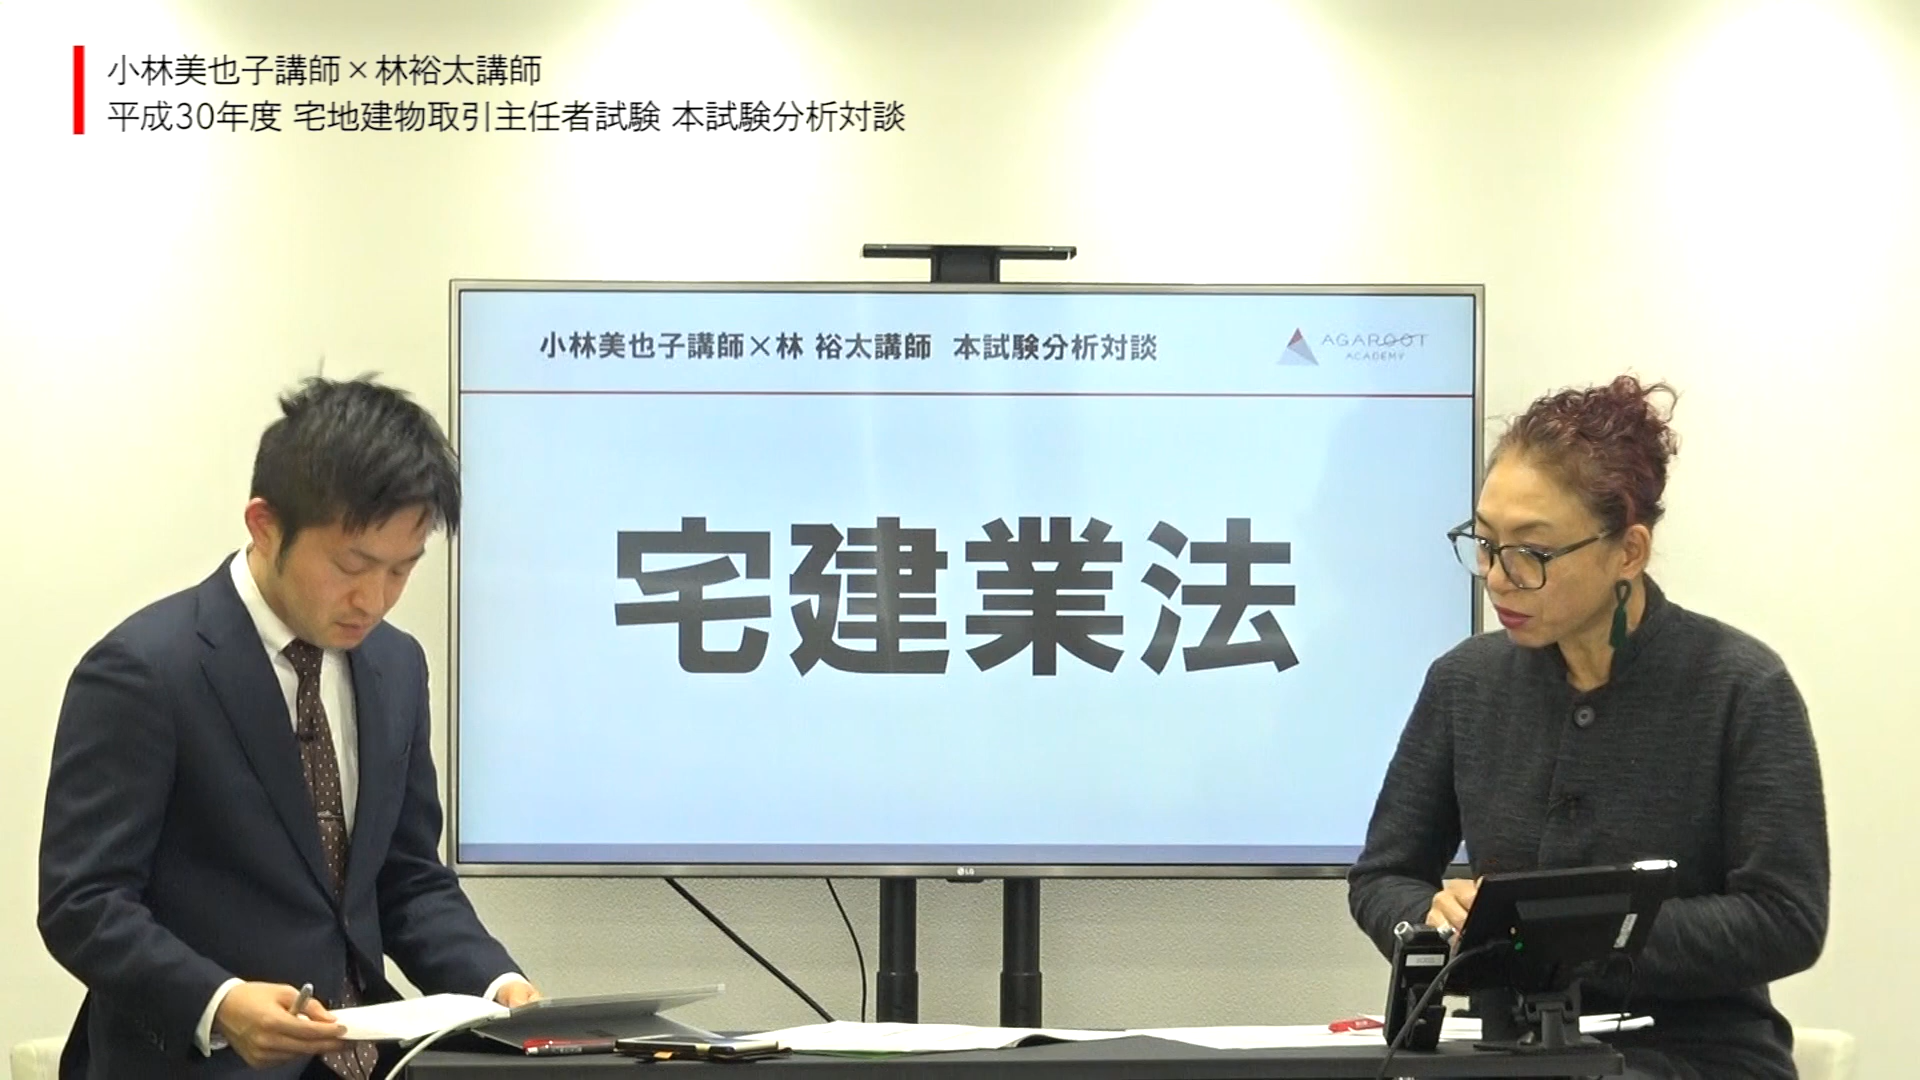 小林美也子講師×林裕太講師
平成30年度 宅地建物取引主任者試験 本試験分析対談
小林美也子講師×林 裕太講師 本試験分析対談
AGAROOT
ACADEMY
宅建業法
LG